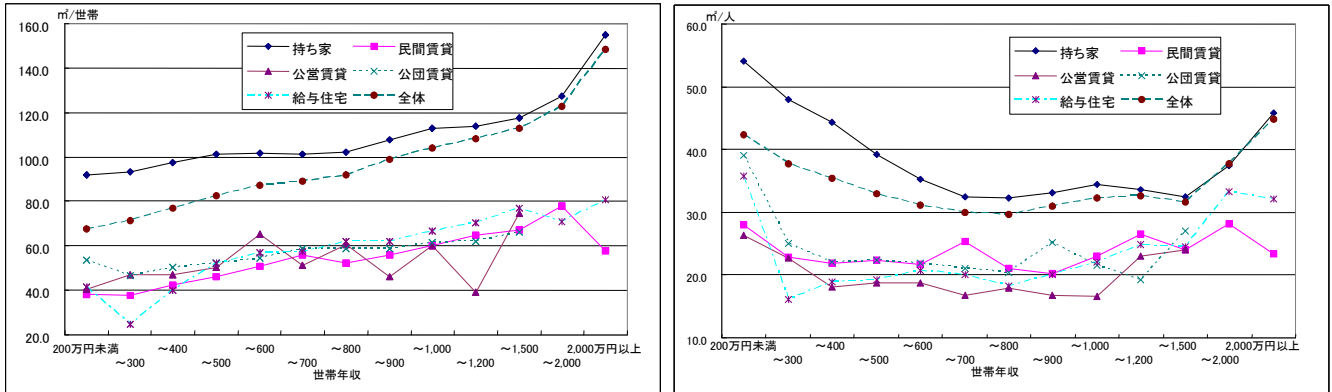 ㎡/世帯
160.0
140.0
120.0
100.0
80.0
60.0
40.0
20.0
持ち家 民間賃貸
公営賃貸 公団賃貸
給与住宅 全体
200万円未満 ～400 ～600 ～800 ～1,000 ～1,500 2,000万円以上
～300 ～500 ～700 ～900 ～1,200 ～2,000
世帯年収
㎡/人
60.0
50.0
40.0
30.0
20.0
10.0
持ち家 民間賃貸
公営賃貸 公団賃貸
給与住宅 全体
200万円未満 ～400 ～600 ～800 ～1,000 ～1,500 2,000万円以上
～300 ～500 ～700 ～900 ～1,200 ～2,000
世帯年収